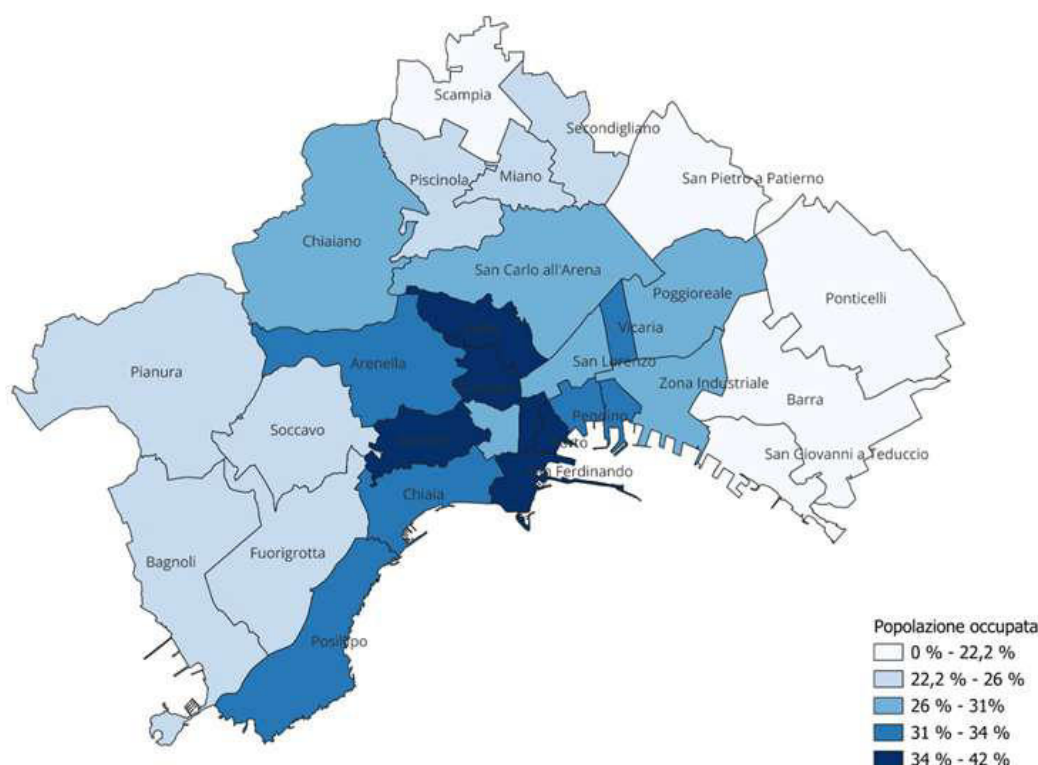 Scampia
Secondigliano
Piscinola
Miano
San Pietro a Patierno
Chiaiano
San Carlo all'Arena
Poggioreale
Ponticelli
Vicaria
Arenella
San Lorenzo
Pianura
Zona Industriale
Barra
Soccavo
Pendino
Porto
San Giovanni a Teduccio
San Ferdinando
Chiaia
Bagnoli
Fuorigrotta
Posillipo
Popolazione occupata
0 % - 22,2 %
22,2 % - 26 %
26 % - 31%
31 % - 34 %
34 % - 42 %